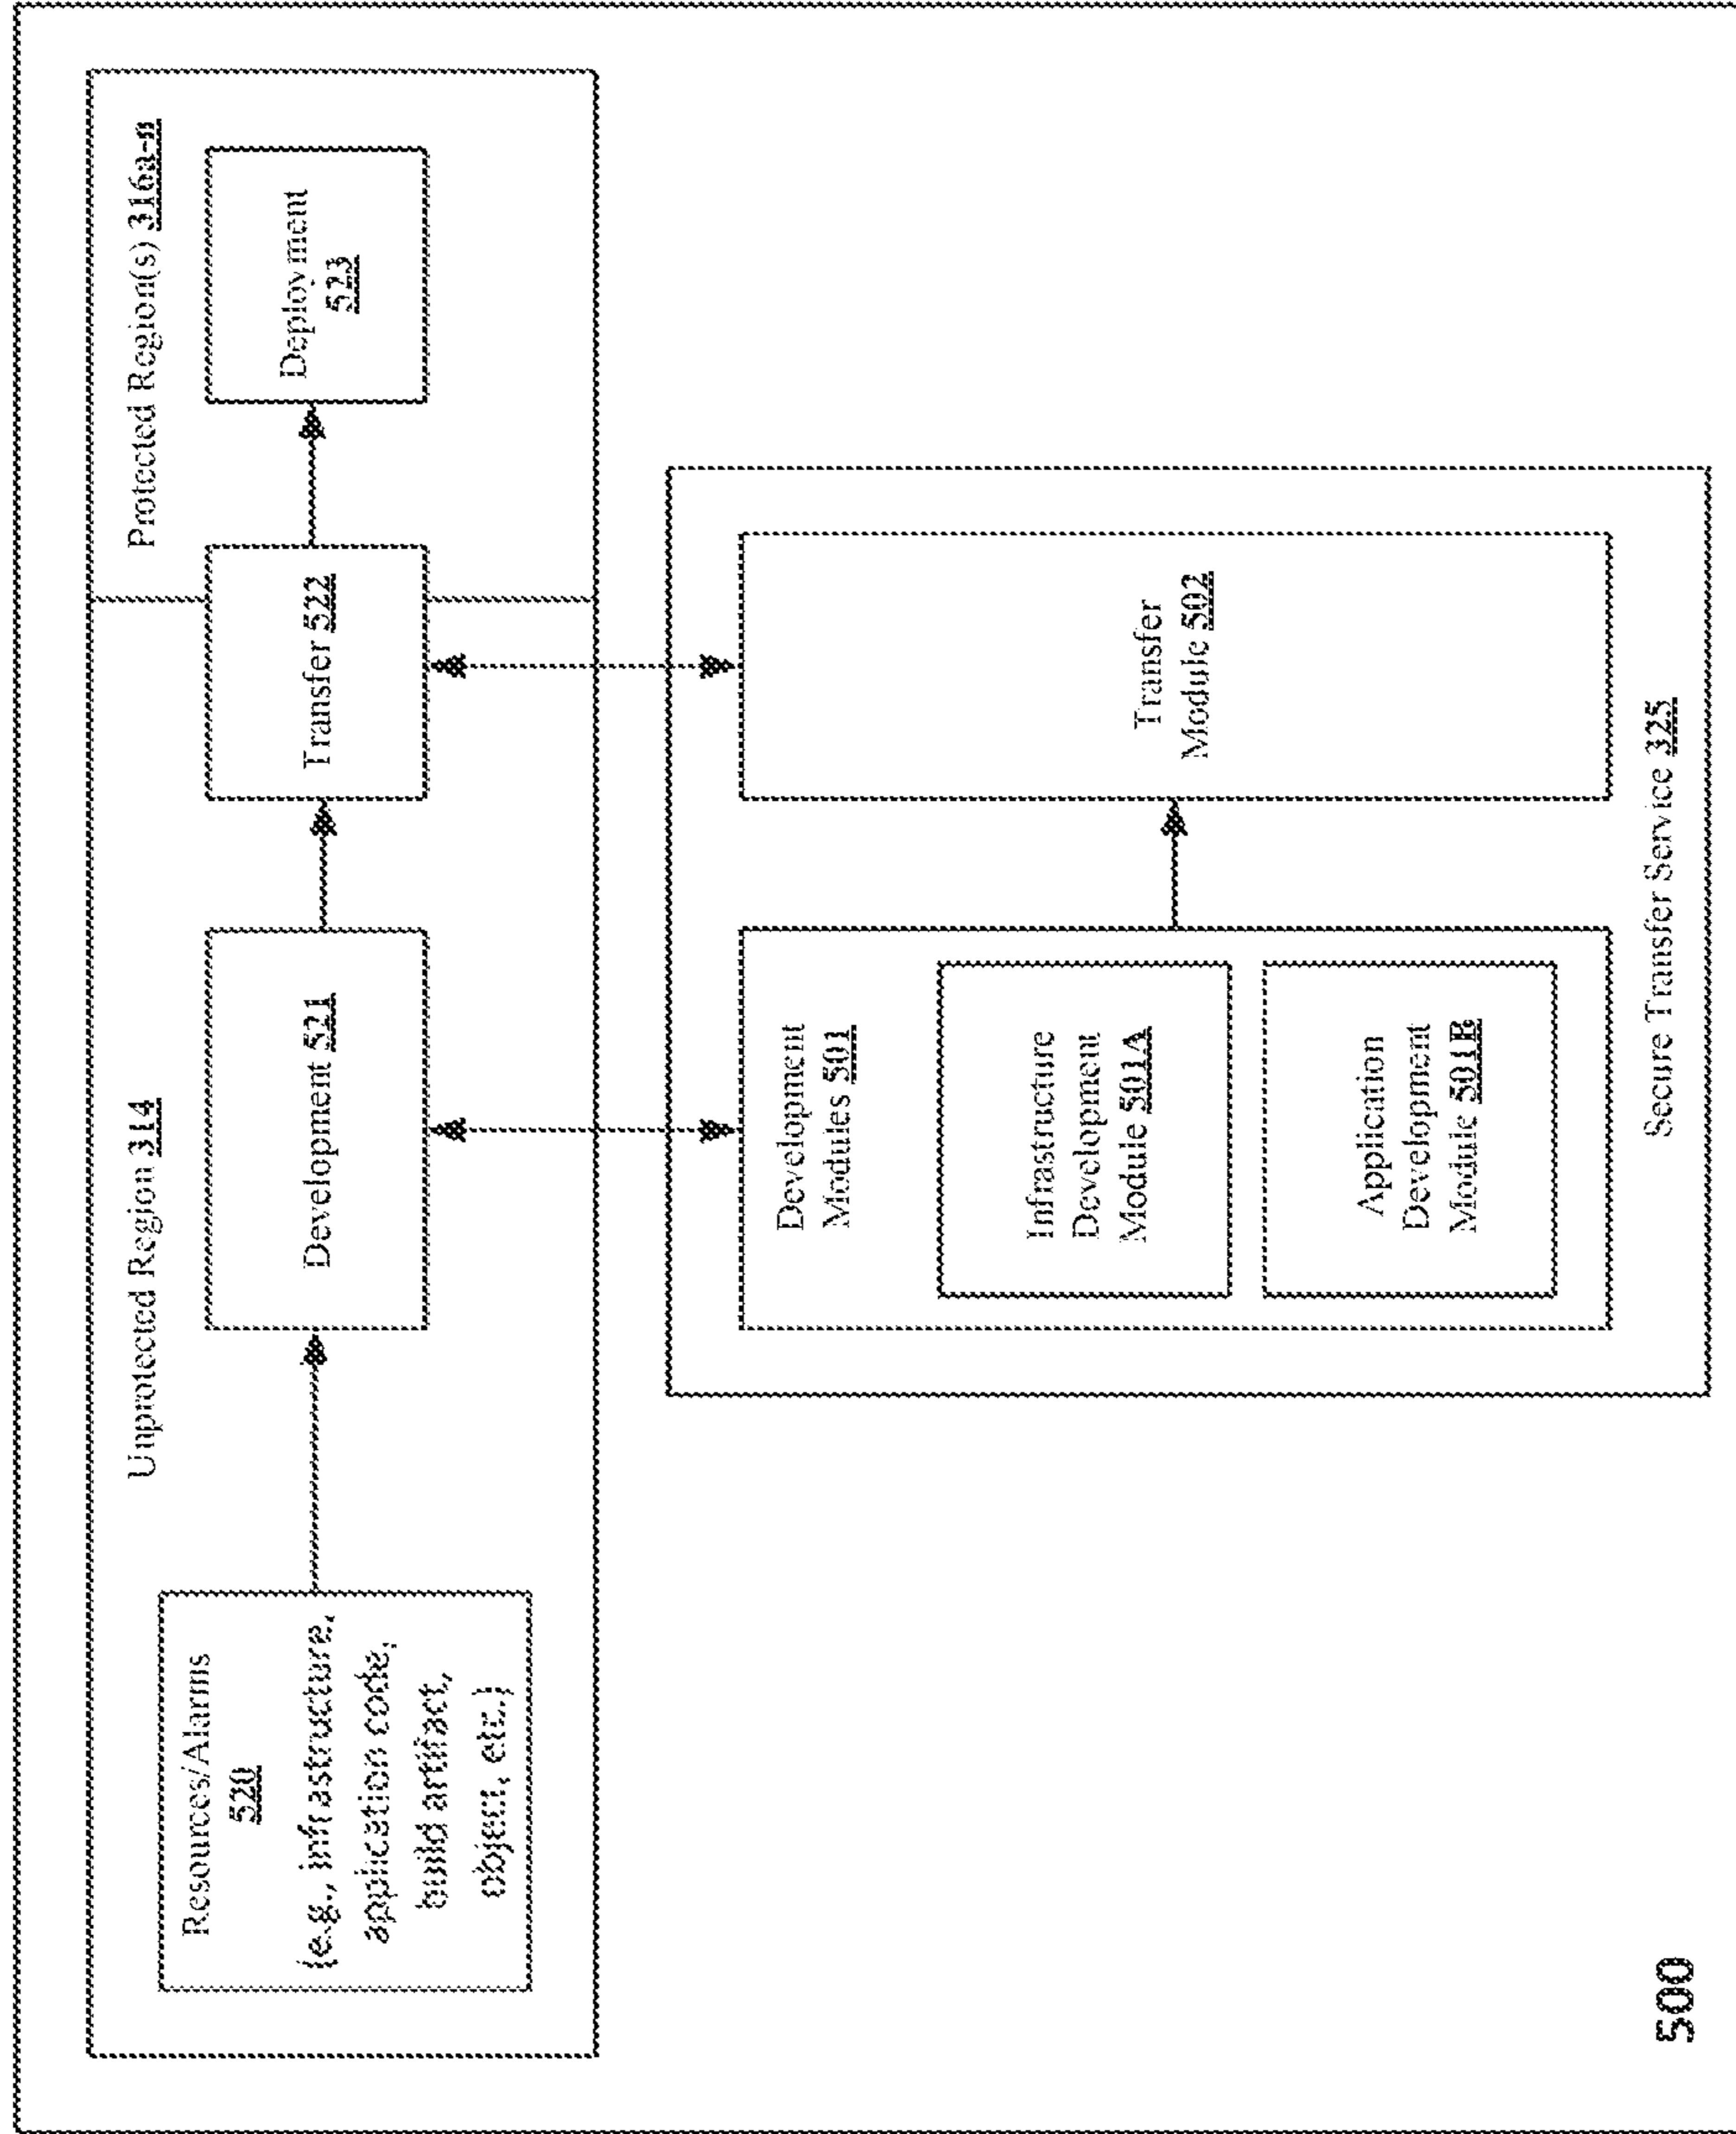 Unprotected Region 314
Protected Region(s) 316a-n
Resources/Alarms
520
(e.g., infrastructure,
application code,
build artifact,
object, etc.)
Development 521
Transfer 522
Deployment
523
Development
Modules 501
Infrastructure
Development
Module 501A
Application
Development
Module 501B
Transfer
Module 502
Secure Transfer Service 325
500